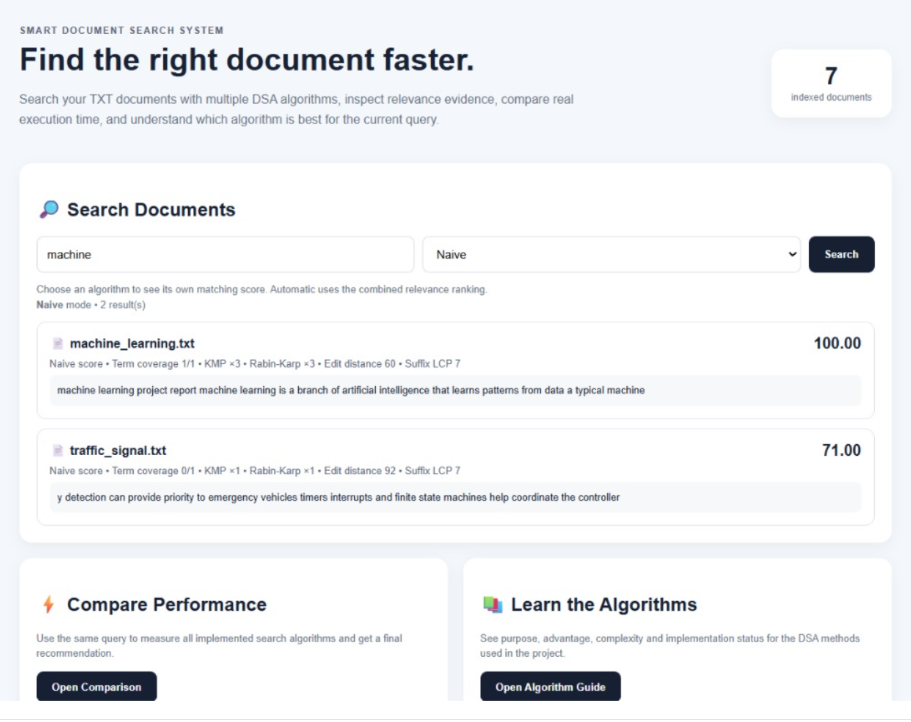 SMART DOCUMENT SEARCH SYSTEM
Find the right document faster.
Search your TXT documents with multiple DSA algorithms, inspect relevance evidence, compare real
execution time, and understand which algorithm is best for the current query.
7
indexed documents
Search Documents
machine
Naive
Search
Choose an algorithm to see its own matching score. Automatic uses the combined relevance ranking.
Naive mode • 2 result(s)
machine_learning.txt
100.00
Naive score • Term coverage 1/1 • KMP ×3 • Rabin-Karp ×3 • Edit distance 60 • Suffix LCP 7
machine learning project report machine learning is a branch of artificial intelligence that learns patterns from data a typical machine
traffic_signal.txt
71.00
Naive score • Term coverage 0/1 • KMP ×1 • Rabin-Karp ×1 • Edit distance 92 • Suffix LCP 7
y detection can provide priority to emergency vehicles timers interrupts and finite state machines help coordinate the controller
Compare Performance
Use the same query to measure all implemented search algorithms and get a final
recommendation.
Open Comparison
Learn the Algorithms
See purpose, advantage, complexity and implementation status for the DSA methods
used in the project.
Open Algorithm Guide